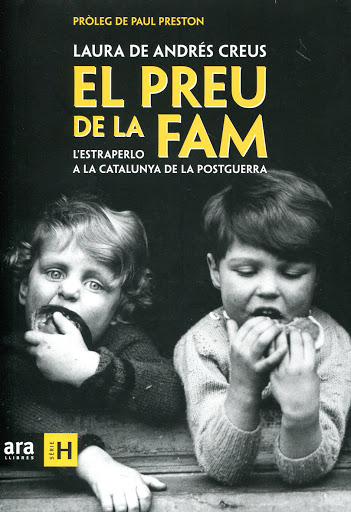 PRÒLEG DE PAUL PRESTON
LAURA DE ANDRÉS CREUS
EL PREU
DE LA FAM
L'ESTRAPERLO
A LA CATALUNYA DE LA POSTGUERRA
ara
LLIBRES
SÈRIE H